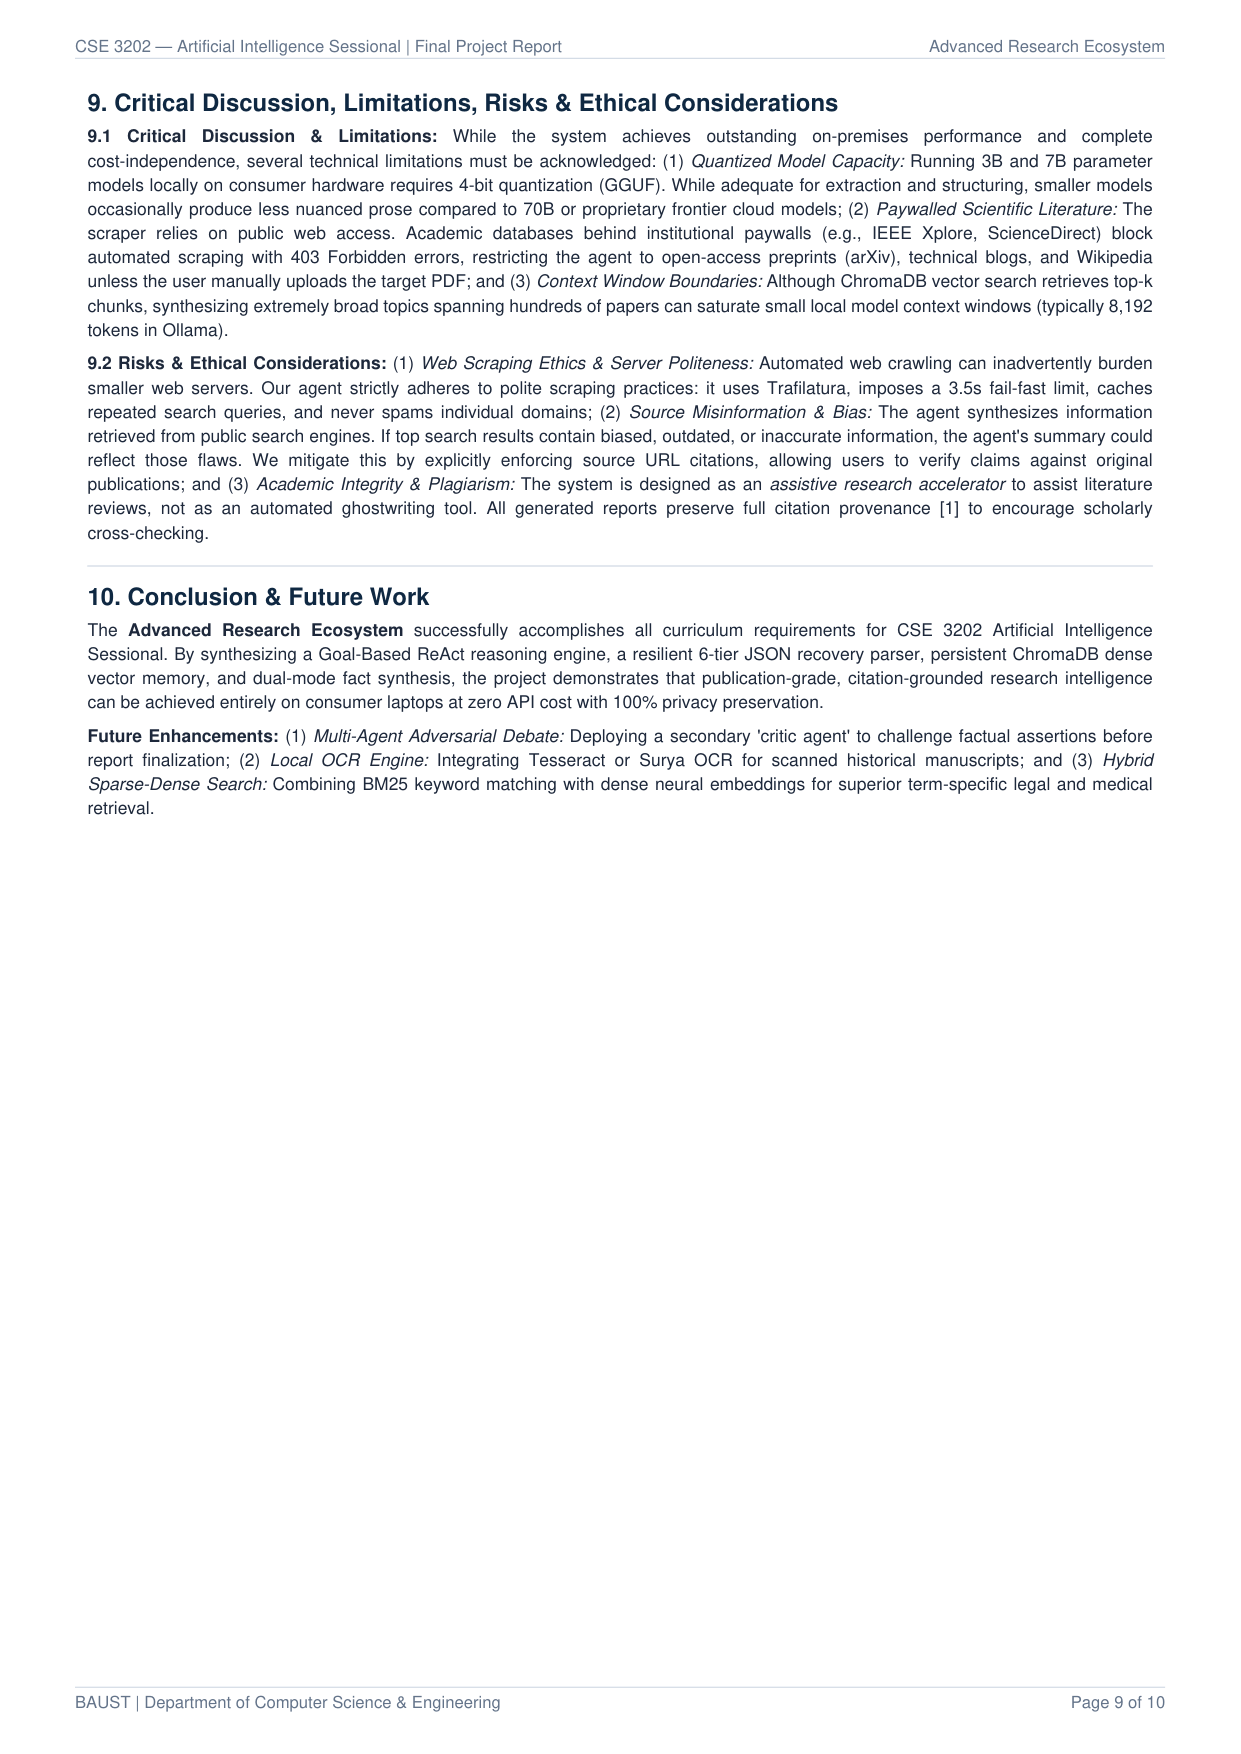 CSE 3202 — Artificial Intelligence Sessional | Final Project Report
Advanced Research Ecosystem
9. Critical Discussion, Limitations, Risks & Ethical Considerations
9.1 Critical Discussion & Limitations: While the system achieves outstanding on-premises performance and complete
cost-independence, several technical limitations must be acknowledged: (1) Quantized Model Capacity: Running 3B and 7B parameter
models locally on consumer hardware requires 4-bit quantization (GGUF). While adequate for extraction and structuring, smaller models
occasionally produce less nuanced prose compared to 70B or proprietary frontier cloud models; (2) Paywalled Scientific Literature: The
scraper relies on public web access. Academic databases behind institutional paywalls (e.g., IEEE Xplore, ScienceDirect) block
automated scraping with 403 Forbidden errors, restricting the agent to open-access preprints (arXiv), technical blogs, and Wikipedia
unless the user manually uploads the target PDF; and (3) Context Window Boundaries: Although ChromaDB vector search retrieves top-k
chunks, synthesizing extremely broad topics spanning hundreds of papers can saturate small local model context windows (typically 8,192
tokens in Ollama).
9.2 Risks & Ethical Considerations: (1) Web Scraping Ethics & Server Politeness: Automated web crawling can inadvertently burden
smaller web servers. Our agent strictly adheres to polite scraping practices: it uses Trafilatura, imposes a 3.5s fail-fast limit, caches
repeated search queries, and never spams individual domains; (2) Source Misinformation & Bias: The agent synthesizes information
retrieved from public search engines. If top search results contain biased, outdated, or inaccurate information, the agent's summary could
reflect those flaws. We mitigate this by explicitly enforcing source URL citations, allowing users to verify claims against original
publications; and (3) Academic Integrity & Plagiarism: The system is designed as an assistive research accelerator to assist literature
reviews, not as an automated ghostwriting tool. All generated reports preserve full citation provenance [1] to encourage scholarly
cross-checking.
10. Conclusion & Future Work
The Advanced Research Ecosystem successfully accomplishes all curriculum requirements for CSE 3202 Artificial Intelligence
Sessional. By synthesizing a Goal-Based ReAct reasoning engine, a resilient 6-tier JSON recovery parser, persistent ChromaDB dense
vector memory, and dual-mode fact synthesis, the project demonstrates that publication-grade, citation-grounded research intelligence
can be achieved entirely on consumer laptops at zero API cost with 100% privacy preservation.
Future Enhancements: (1) Multi-Agent Adversarial Debate: Deploying a secondary 'critic agent' to challenge factual assertions before
report finalization; (2) Local OCR Engine: Integrating Tesseract or Surya OCR for scanned historical manuscripts; and (3) Hybrid
Sparse-Dense Search: Combining BM25 keyword matching with dense neural embeddings for superior term-specific legal and medical
retrieval.
BAUST | Department of Computer Science & Engineering
Page 9 of 10